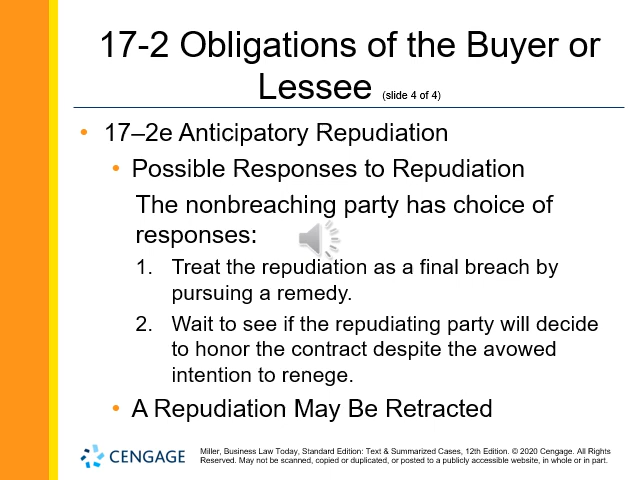 17-2 Obligations of the Buyer or
Lessee (slide 4 of 4)
• 17–2e Anticipatory Repudiation
• Possible Responses to Repudiation
The nonbreaching party has choice of
responses:
1. Treat the repudiation as a final breach by
pursuing a remedy.
2. Wait to see if the repudiating party will decide
to honor the contract despite the avowed
intention to renege.
• A Repudiation May Be Retracted
CENGAGE
Miller, Business Law Today, Standard Edition: Text & Summarized Cases, 12th Edition. © 2020 Cengage. All Rights
Reserved. May not be scanned, copied or duplicated, or posted to a publicly accessible website, in whole or in part.